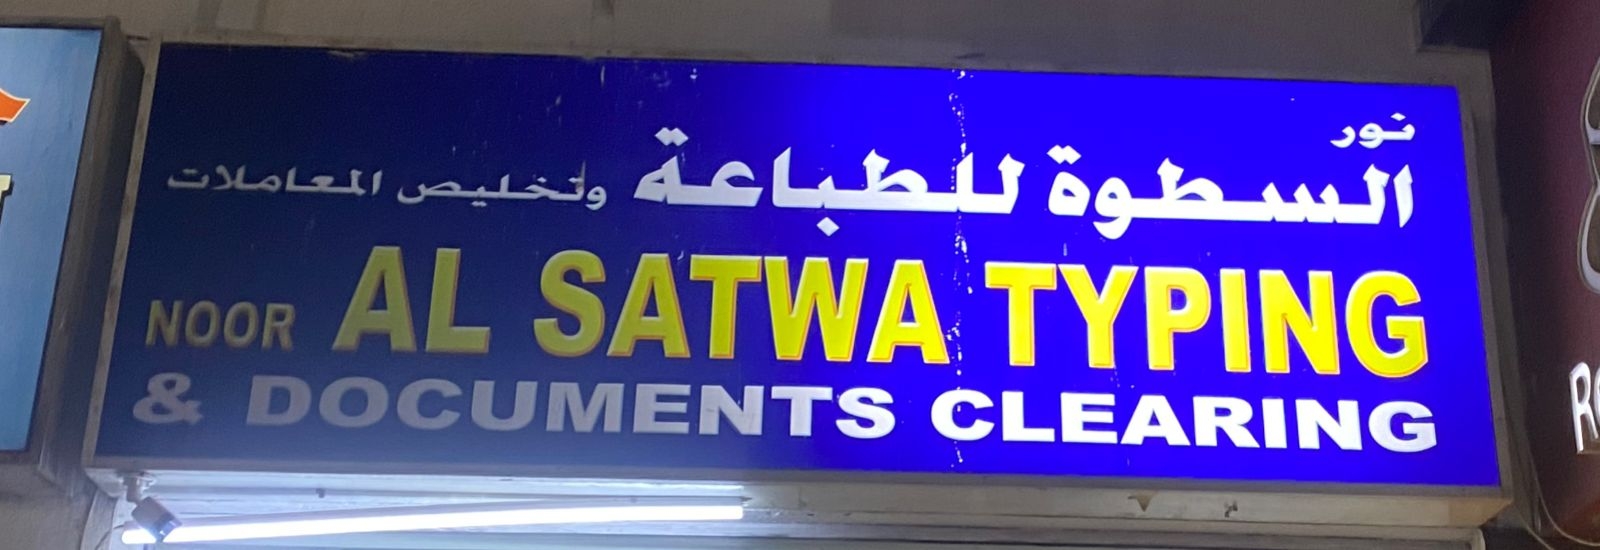 نور
السطوة للطباعة وتخليص المعاملات
NOOR AL SATWA TYPING
& DOCUMENTS CLEARING